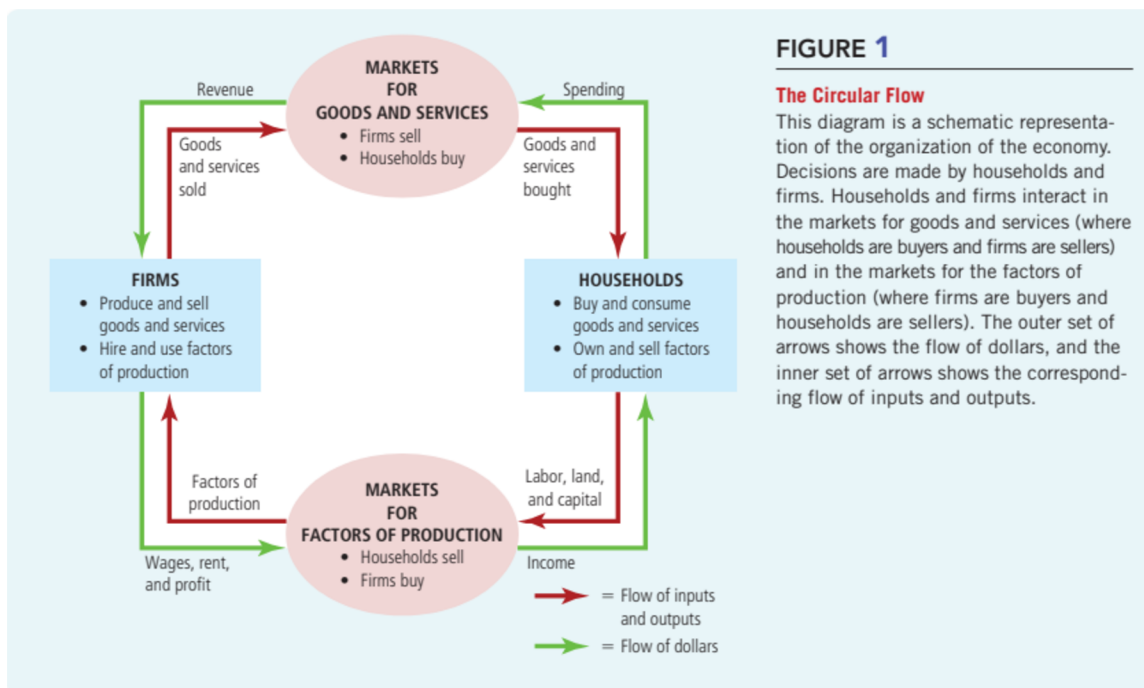 FIGURE 1
The Circular Flow
This diagram is a schematic representa-
tion of the organization of the economy.
Decisions are made by households and
firms. Households and firms interact in
the markets for goods and services (where
households are buyers and firms are sellers)
and in the markets for the factors of
production (where firms are buyers and
households are sellers). The outer set of
arrows shows the flow of dollars, and the
inner set of arrows shows the correspond-
ing flow of inputs and outputs.
MARKETS
FOR
GOODS AND SERVICES
• Firms sell
• Households buy
Revenue
Spending
Goods
and services
sold
Goods and
services
bought
FIRMS
• Produce and sell
goods and services
• Hire and use factors
of production
HOUSEHOLDS
• Buy and consume
goods and services
• Own and sell factors
of production
Factors of
production
Labor, land,
and capital
MARKETS
FOR
FACTORS OF PRODUCTION
• Households sell
• Firms buy
Wages, rent,
and profit
Income
= Flow of inputs
and outputs
= Flow of dollars